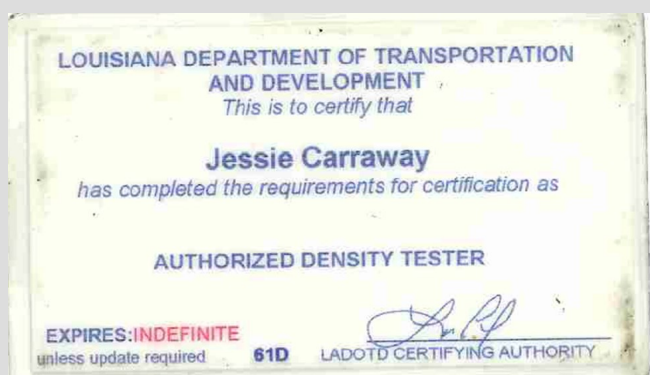 LOUISIANA DEPARTMENT OF TRANSPORTATION
AND DEVELOPMENT
This is to certify that
Jessie Carraway
has completed the requirements for certification as
AUTHORIZED DENSITY TESTER
EXPIRES:INDEFINITE
unless update required 61D LADOTD CERTIFYING AUTHORITY